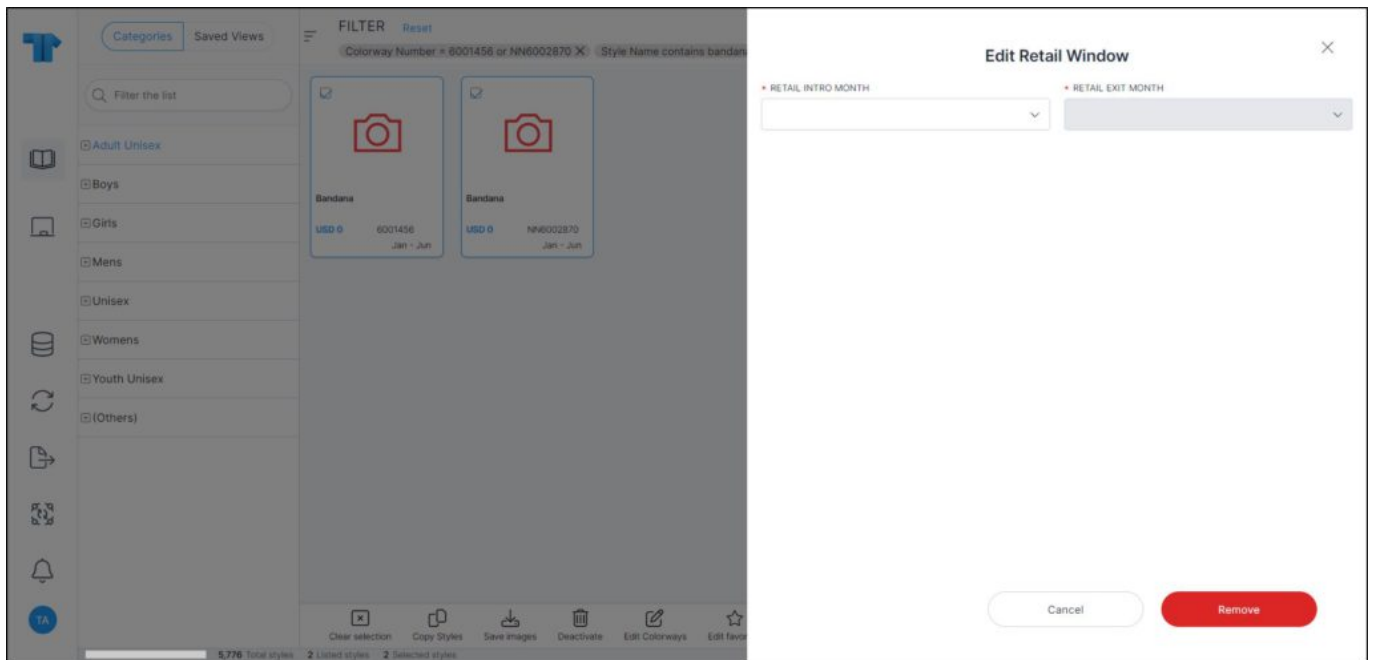 Categories
Saved Views
FILTER Reset
Colorway Number = 6001456 or NN6002870 X
Style Name contains bandana
Filter the list
Adult Unisex
Boys
Girls
Mens
Unisex
Womens
Youth Unisex
(Others)
Bandana
USD 0 6001456
Jan - Jun
Bandana
USD 0 NN6002870
Jan - Jun
Clear selection
Copy Styles
Save images
Deactivate
Edit Colorways
Edit favor
5,776 Total styles
2 Listed styles
2 Selected styles
TA
Edit Retail Window
• RETAIL INTRO MONTH
• RETAIL EXIT MONTH
Cancel
Remove